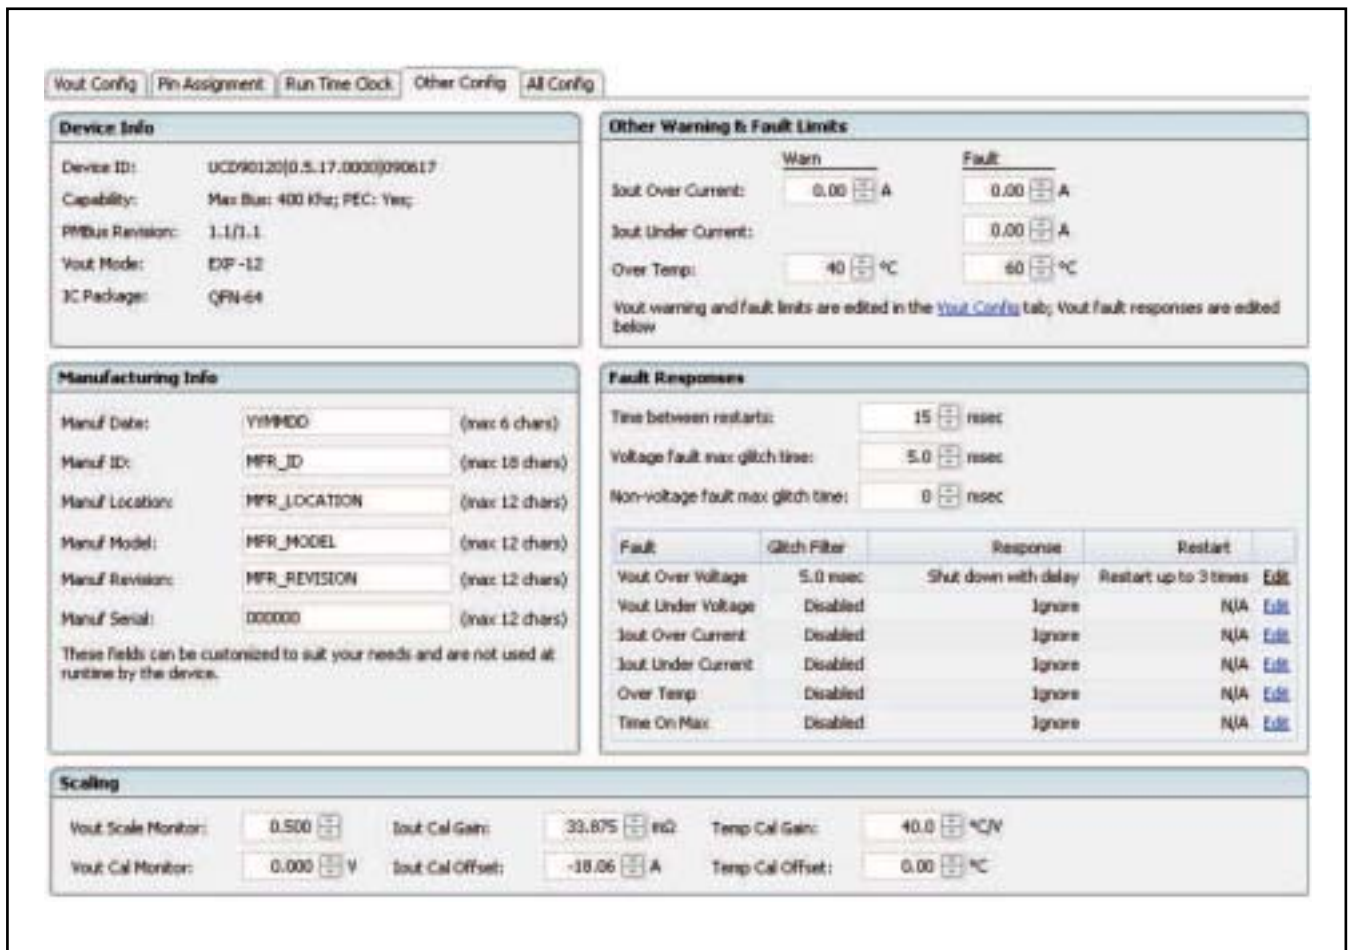 Vout Config Pin Assignment Run Time Clock Other Config All Config
Device Info
Device ID: UCD90120|0.5.17.0000|090617
Capability: Max Bus: 400 Khz; PEC: Yes;
PMBus Revision: 1.1/1.1
Vout Mode: EXP -12
IC Package: QFN-64
Other Warning & Fault Limits
Warn Fault
Iout Over Current: 0.00 A 0.00 A
Iout Under Current: 0.00 A
Over Temp: 40 °C 60 °C
Vout warning and fault limits are edited in the Vout Config tab; Vout fault responses are edited
below
Manufacturing Info
Manuf Date: YYMMDD (max 6 chars)
Manuf ID: MFR_ID (max 18 chars)
Manuf Location: MFR_LOCATION (max 12 chars)
Manuf Model: MFR_MODEL (max 12 chars)
Manuf Revision: MFR_REVISION (max 12 chars)
Manuf Serial: 000000 (max 12 chars)
These fields can be customized to suit your needs and are not used at
runtime by the device.
Fault Responses
Time between restarts: 15 msec
Voltage fault max glitch time: 5.0 msec
Non-voltage fault max glitch time: 0 msec
Fault Glitch Filter Response Restart
Vout Over Voltage 5.0 msec Shut down with delay Restart up to 3 times Edit
Vout Under Voltage Disabled Ignore N/A Edit
Iout Over Current Disabled Ignore N/A Edit
Iout Under Current Disabled Ignore N/A Edit
Over Temp Disabled Ignore N/A Edit
Time On Max Disabled Ignore N/A Edit
Scaling
Vout Scale Monitor: 0.500 Iout Cal Gain: 33.875 mΩ Temp Cal Gain: 40.0 °C/V
Vout Cal Monitor: 0.000 V Iout Cal Offset: -18.06 A Temp Cal Offset: 0.00 °C